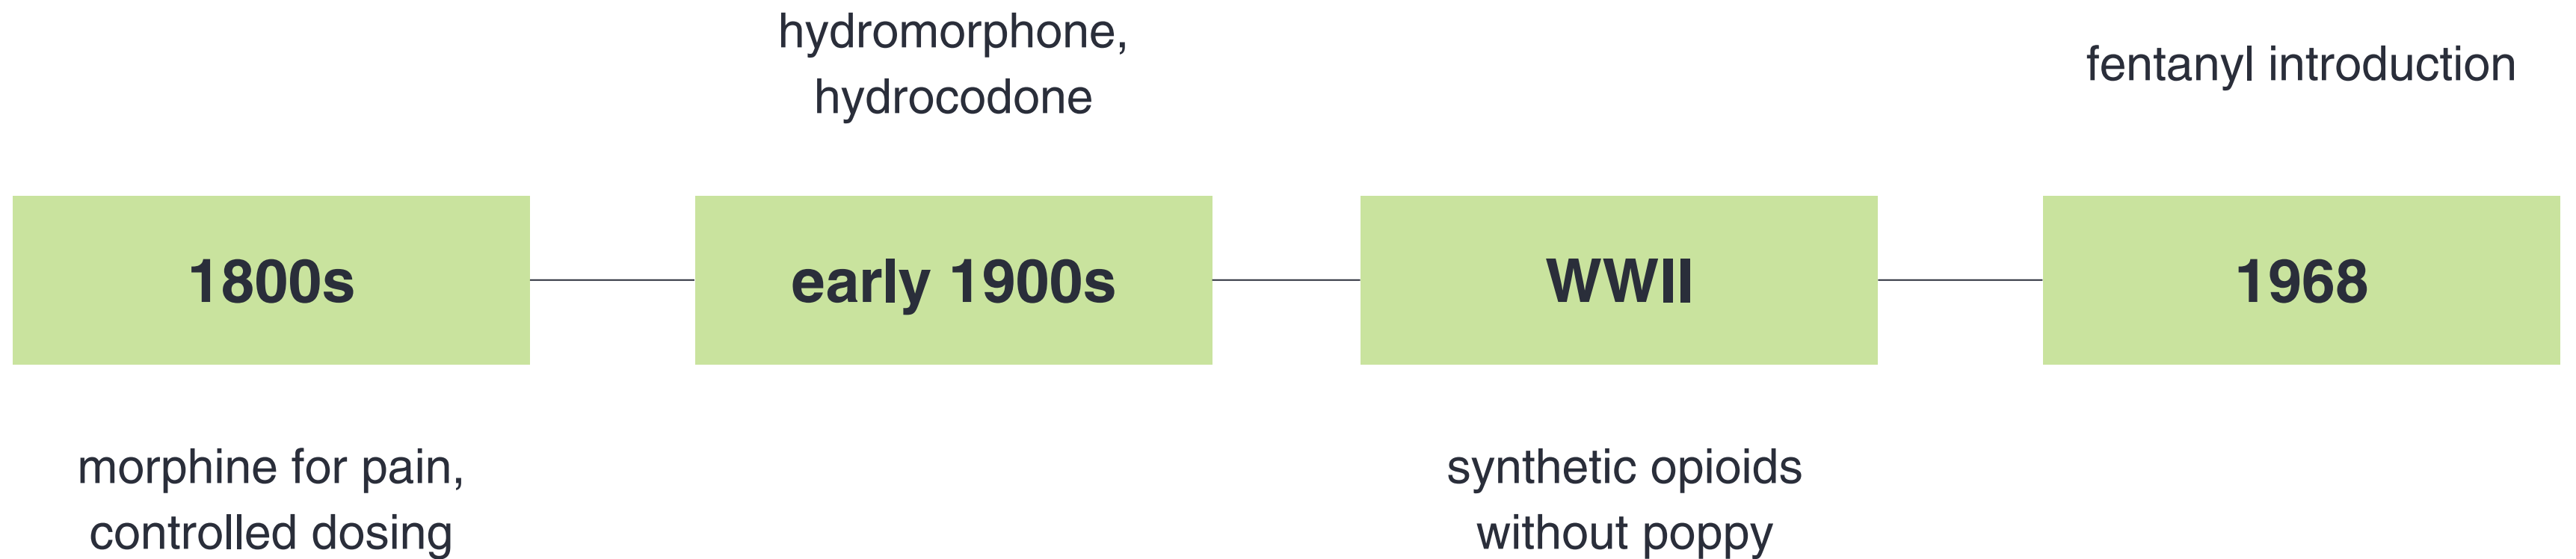 hydromorphone,
hydrocodone
fentanyl introduction
1800s
early 1900s
WWII
1968
morphine for pain,
controlled dosing
synthetic opioids
without poppy